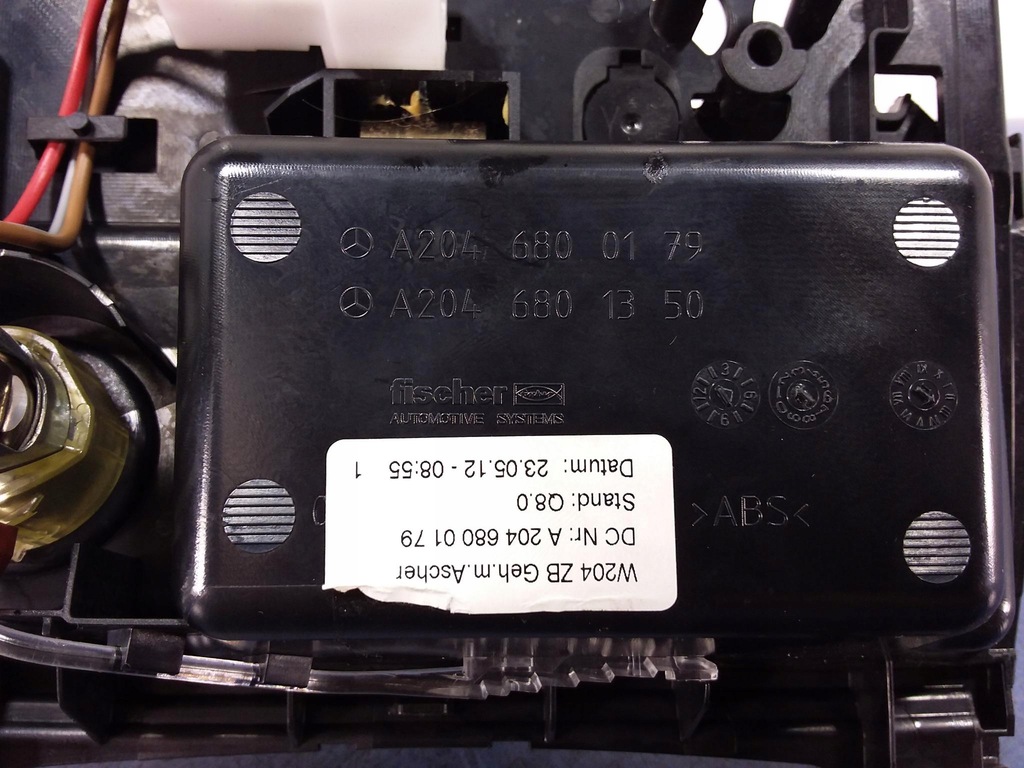 A204 680 01 79
A204 680 13 50
fischer
AUTOMOTIVE SYSTEMS
>ABS<
W204 ZB Geh.m.Ascher
DC Nr: A 204 680 01 79
Stand: Q8.0
Datum: 23.05.12 - 08:55 1